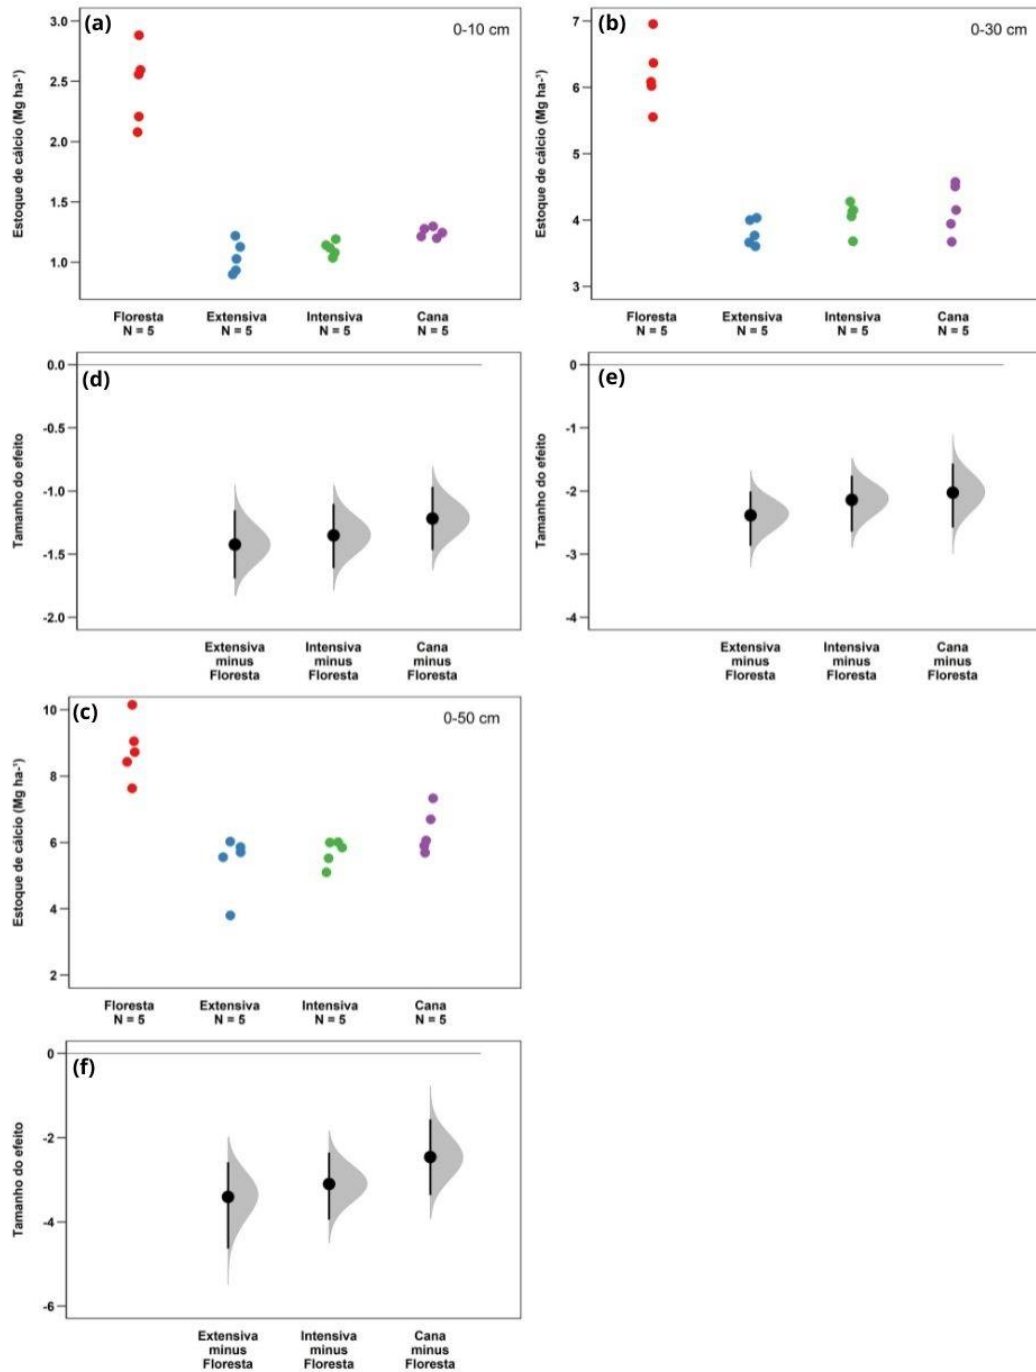 (a)
0-10 cm
Estoque de cálcio (Mg ha-¹)
3.0
2.5
2.0
1.5
1.0
Floresta Extensiva Intensiva Cana
N = 5 N = 5 N = 5 N = 5
(b)
0-30 cm
Estoque de cálcio (Mg ha-¹)
7
6
5
4
3
Floresta Extensiva Intensiva Cana
N = 5 N = 5 N = 5 N = 5
(d)
Tamanho do efeito
0.0
-0.5
-1.0
-1.5
-2.0
Extensiva Intensiva Cana
minus minus minus
Floresta Floresta Floresta
(e)
Tamanho do efeito
0
-1
-2
-3
-4
Extensiva Intensiva Cana
minus minus minus
Floresta Floresta Floresta
(c)
0-50 cm
Estoque de cálcio (Mg ha-¹)
10
8
6
4
2
Floresta Extensiva Intensiva Cana
N = 5 N = 5 N = 5 N = 5
(f)
Tamanho do efeito
0
-2
-4
-6
Extensiva Intensiva Cana
minus minus minus
Floresta Floresta Floresta